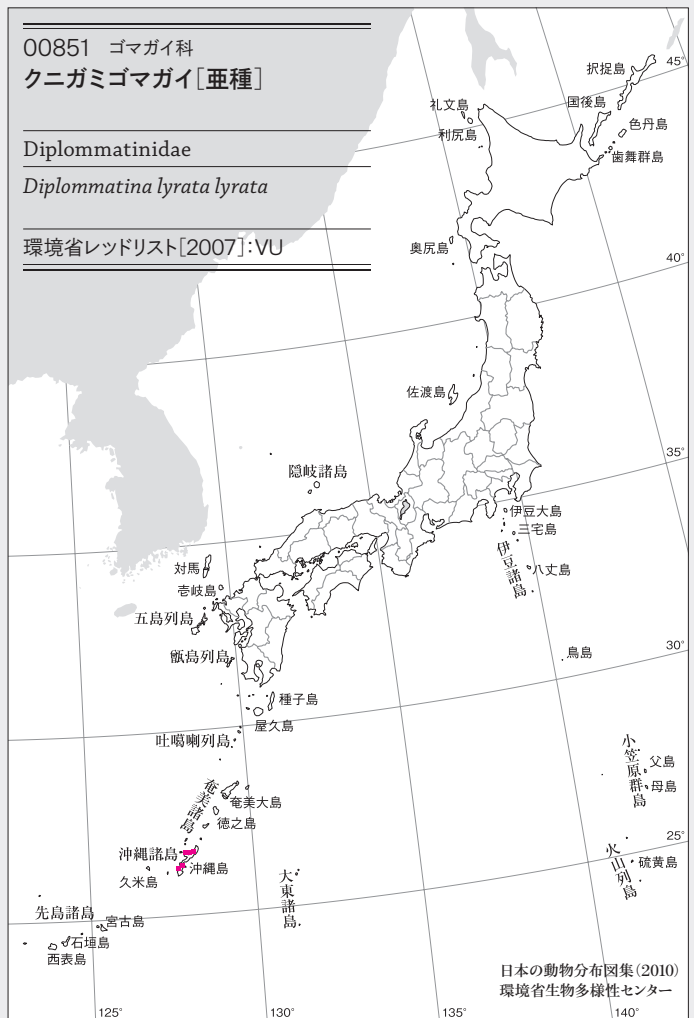 00851 ゴマガイ科
クニガミゴマガイ[亜種]
Diplommatinidae
Diplommatina lyrata lyrata
環境省レッドリスト[2007]:VU
45°
択捉島
国後島
礼文島
色丹島
利尻島
歯舞群島
奥尻島
40°
佐渡島
35°
隠岐諸島
伊豆大島
三宅島
伊豆諸島
八丈島
対馬
壱岐島
五島列島
甑島列島
鳥島
30°
種子島
屋久島
吐噶喇列島
小笠原群島
父島
母島
奄美諸島
奄美大島
徳之島
25°
沖縄諸島
沖縄島
久米島
火山列島
硫黄島
大東諸島
先島諸島
宮古島
石垣島
西表島
日本の動物分布図集(2010)
環境省生物多様性センター
125°
130°
135°
140°